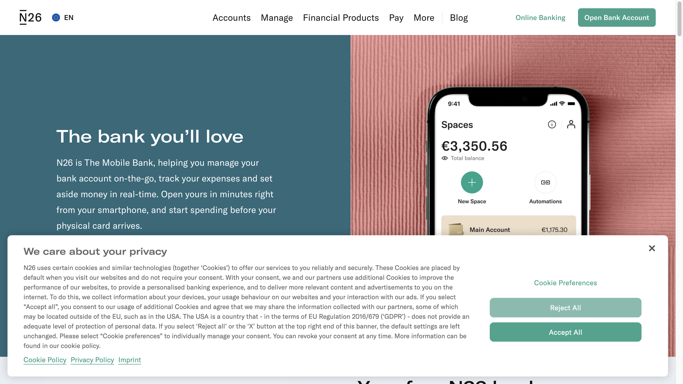 N26
EN
Accounts
Manage
Financial Products
Pay
More
Blog
Online Banking
Open Bank Account
The bank you’ll love
N26 is The Mobile Bank, helping you manage your
bank account on-the-go, track your expenses and set
aside money in real-time. Open yours in minutes right
from your smartphone, and start spending before your
physical card arrives.
9:41
Spaces
€3,350.56
Total balance
New Space
Automations
Main Account
€1,175.30
We care about your privacy
N26 uses certain cookies and similar technologies (together ‘Cookies’) to offer our services to you reliably and securely. These Cookies are placed by
default when you visit our websites and do not require your consent. With your consent, we and our partners use additional Cookies to improve the
performance of our websites, to provide a personalised banking experience, and to deliver more relevant content and advertisements to you on the
internet. To do this, we collect information about your devices, your usage behaviour on our websites and your interaction with our ads. If you select
“Accept all”, you consent to our usage of additional Cookies and agree that we may share the information collected with our partners, some of which
may be located outside of the EU, such as in the USA. The USA is a country that - in the terms of EU Regulation 2016/679 (‘GDPR’) - does not provide an
adequate level of protection of personal data. If you select ‘Reject all’ or the ‘X’ button at the top right end of this banner, the default settings are left
unchanged. Please select “Cookie preferences” to individually manage your consent. You can revoke your consent at any time. More information can be
found in our cookie policy.
Cookie Policy
Privacy Policy
Imprint
Cookie Preferences
Reject All
Accept All